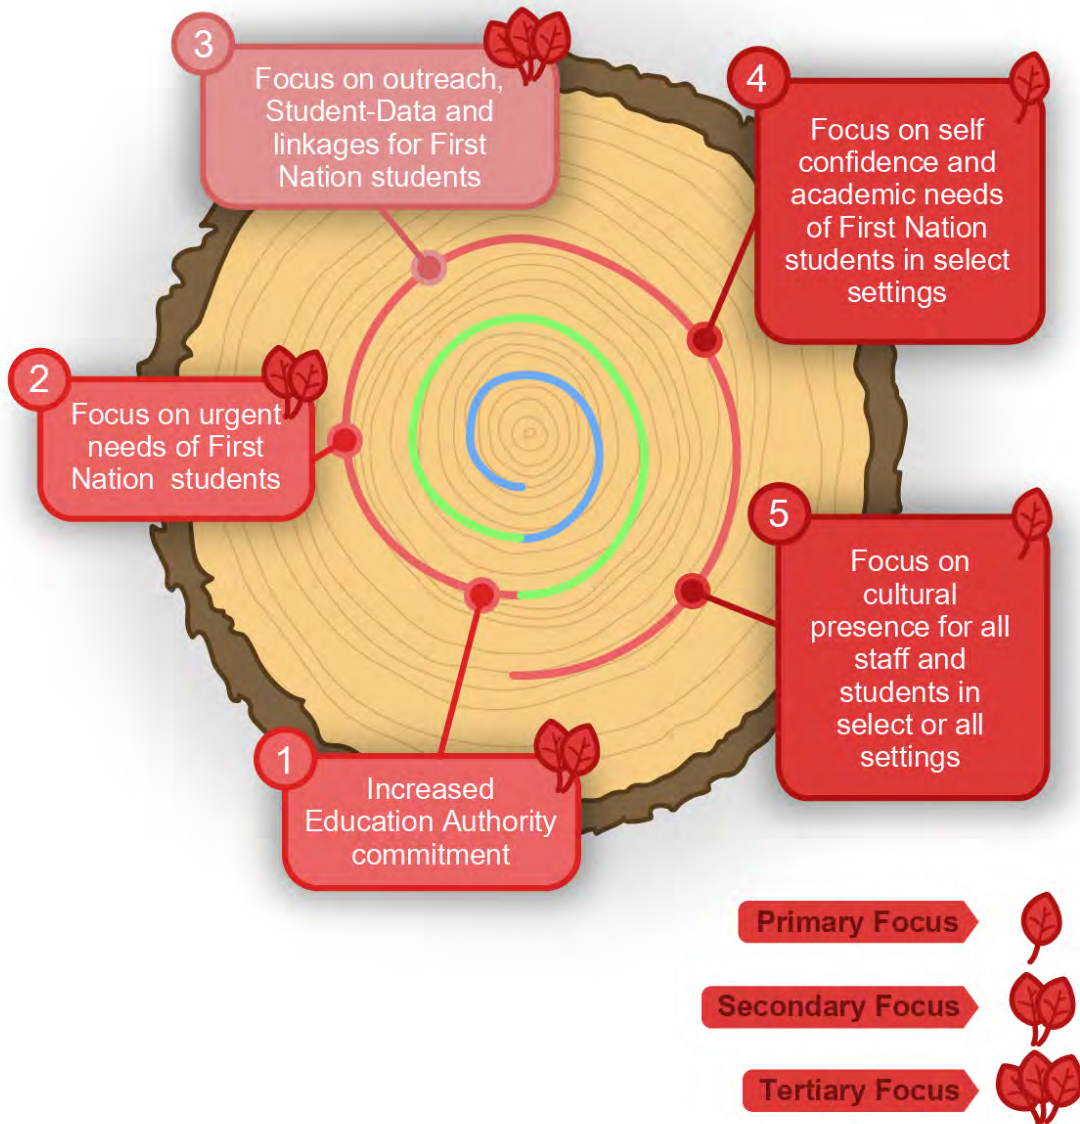 3
Focus on outreach,
Student-Data and
linkages for First
Nation students
4
Focus on self
confidence and
academic needs
of First Nation
students in select
settings
2
Focus on urgent
needs of First
Nation  students
5
Focus on
cultural
presence for all
staff and
students in
select or all
settings
1
Increased
Education Authority
commitment
Primary Focus
Secondary Focus
Tertiary Focus